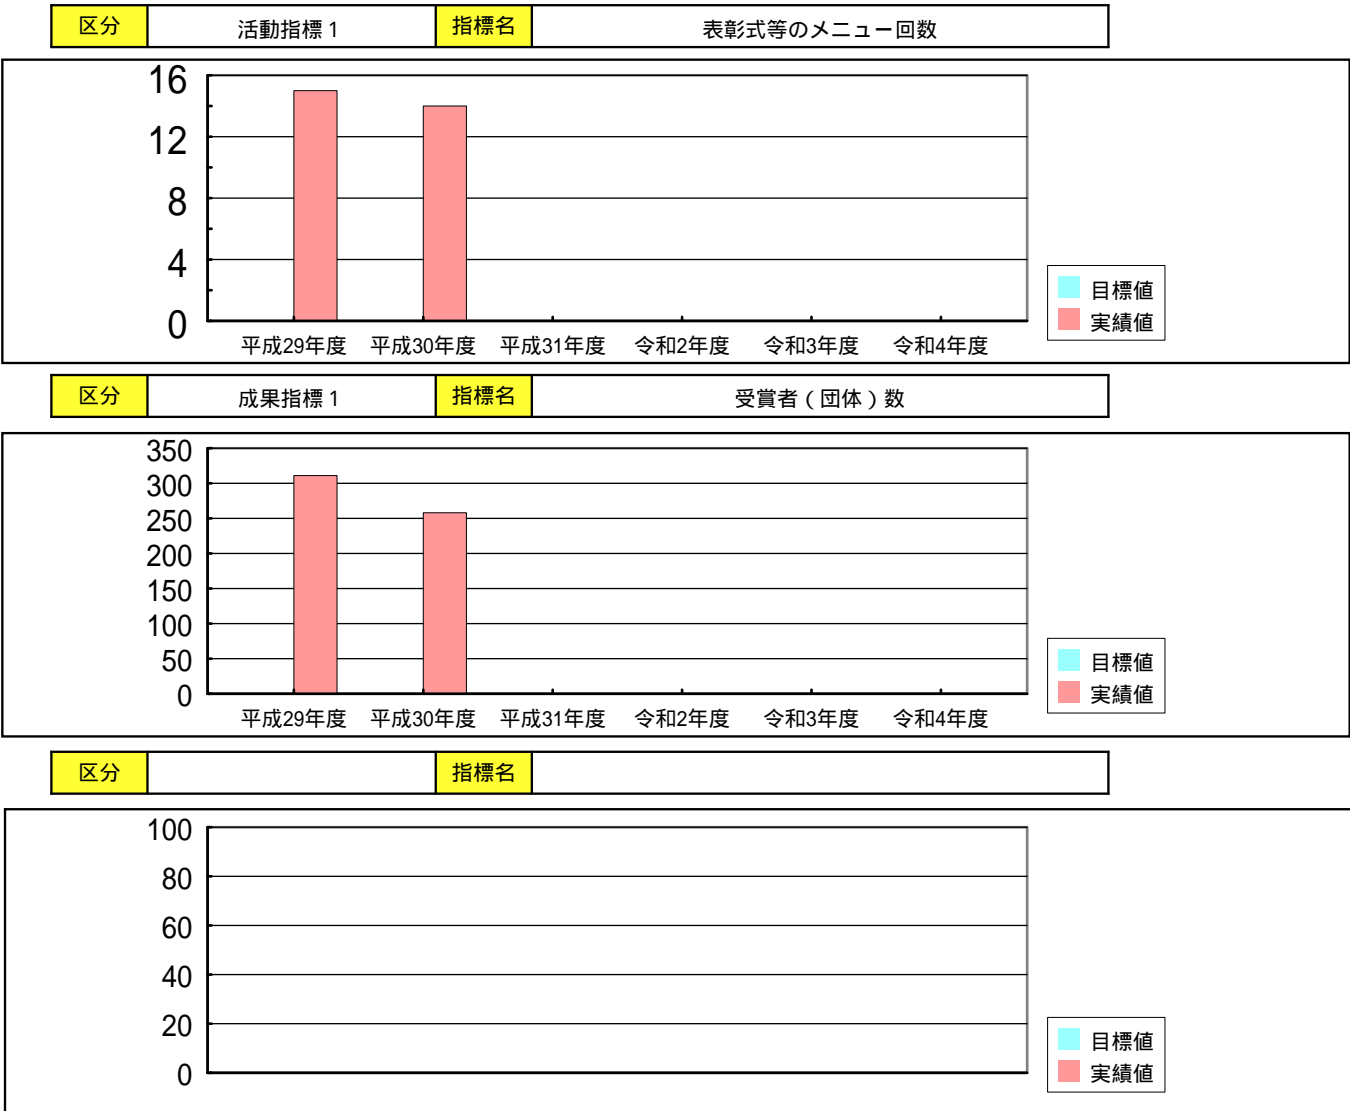 区分 活動指標１ 指標名 表彰式等のメニュー回数
16
12
8
4
0
平成29年度 平成30年度 平成31年度 令和2年度 令和3年度 令和4年度
目標値
実績値
区分 成果指標１ 指標名 受賞者（団体）数
350
300
250
200
150
100
50
0
平成29年度 平成30年度 平成31年度 令和2年度 令和3年度 令和4年度
目標値
実績値
区分 指標名
100
80
60
40
20
0
目標値
実績値